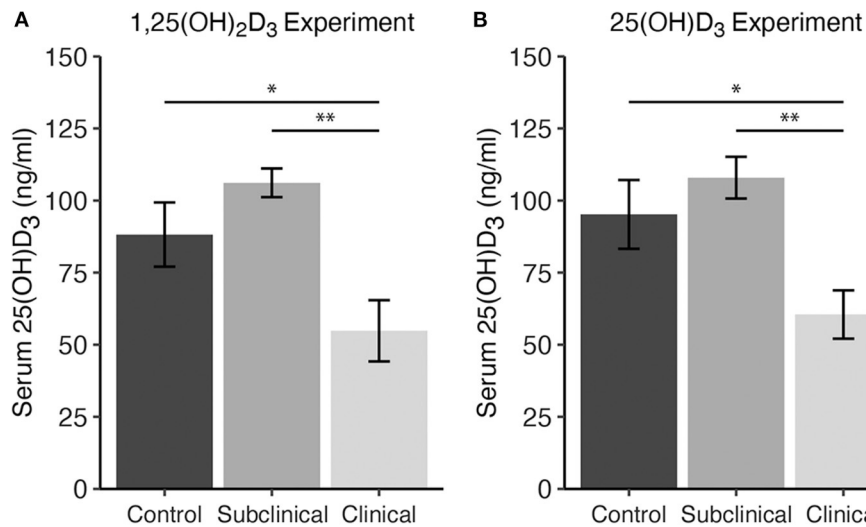 A
1,25(OH)2D3 Experiment
150
125
100
75
50
25
0
Serum 25(OH)D3 (ng/ml)
*
**
Control Subclinical Clinical
B
25(OH)D3 Experiment
150
125
100
75
50
25
0
Serum 25(OH)D3 (ng/ml)
*
**
Control Subclinical